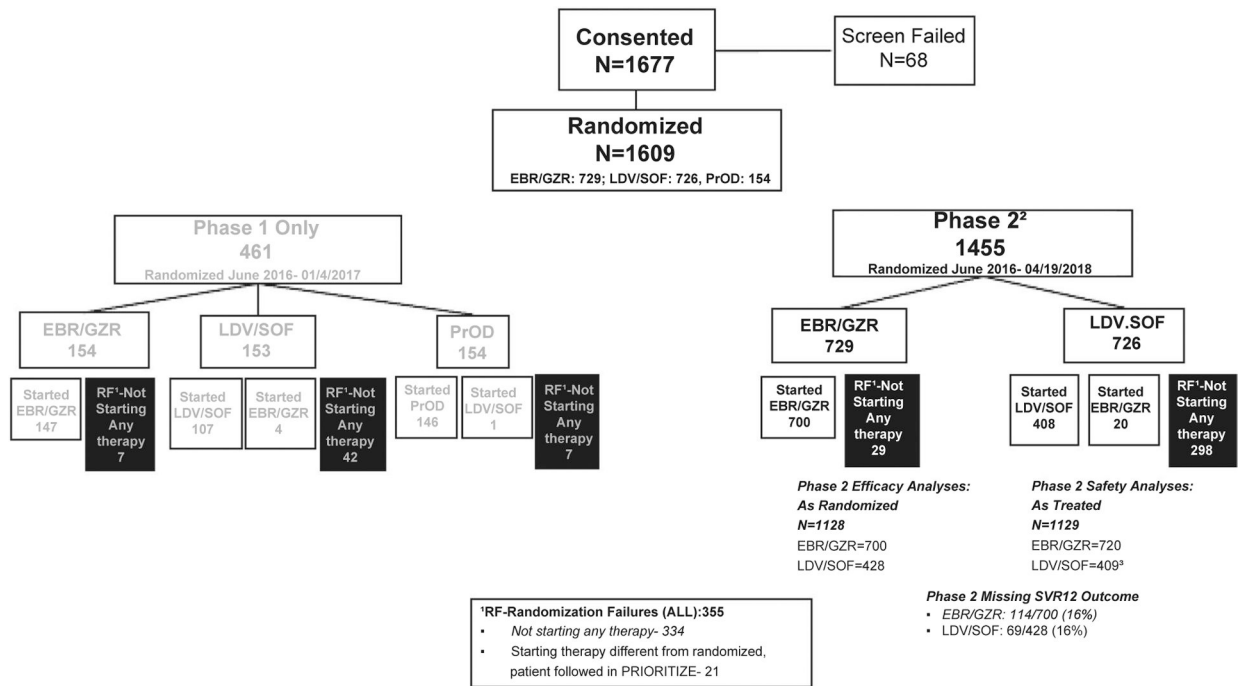 Consented
N=1677
Screen Failed
N=68
Randomized
N=1609
EBR/GZR: 729; LDV/SOF: 726, PrOD: 154
Phase 1 Only
461
Randomized June 2016- 01/4/2017
Phase 2²
1455
Randomized June 2016- 04/19/2018
EBR/GZR
154
LDV/SOF
153
PrOD
154
EBR/GZR
729
LDV.SOF
726
Started
EBR/GZR
147
RF¹-Not
Starting
Any
therapy
7
Started
LDV/SOF
107
Started
EBR/GZR
4
RF¹-Not
Starting
Any
therapy
42
Started
PrOD
146
Started
LDV/SOF
1
RF¹-Not
Starting
Any
therapy
7
Started
EBR/GZR
700
RF¹-Not
Starting
Any
therapy
29
Started
LDV/SOF
408
Started
EBR/GZR
20
RF¹-Not
Starting
Any
therapy
298
Phase 2 Efficacy Analyses:
As Randomized
N=1128
EBR/GZR=700
LDV/SOF=428
Phase 2 Safety Analyses:
As Treated
N=1129
EBR/GZR=720
LDV/SOF=409³
Phase 2 Missing SVR12 Outcome
▪ EBR/GZR: 114/700 (16%)
▪ LDV/SOF: 69/428 (16%)
¹RF-Randomization Failures (ALL):355
▪ Not starting any therapy- 334
▪ Starting therapy different from randomized,
patient followed in PRIORITIZE- 21